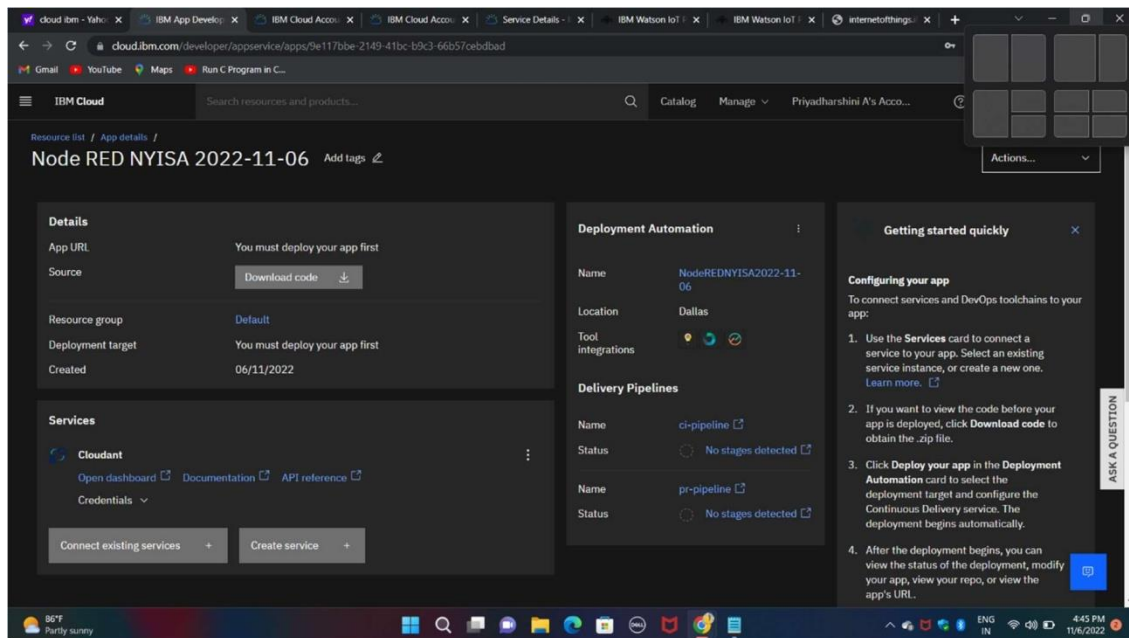 cloud ibm - Yaho
IBM App Develop
IBM Cloud Accou
IBM Cloud Accou
Service Details - I
IBM Watson IoT P
IBM Watson IoT P
internetofthings.i
cloud.ibm.com/developer/appservice/apps/9e117bbe-2149-41bc-b9c3-66b57cebdbad
Gmail
YouTube
Maps
Run C Program in C...
IBM Cloud
Search resources and products...
Catalog
Manage
Priyadharshini A's Acco...
Resource list / App details /
Node RED NYISA 2022-11-06
Add tags
Actions...
Details
App URL
You must deploy your app first
Source
Download code
Resource group
Default
Deployment target
You must deploy your app first
Created
06/11/2022
Services
Cloudant
Open dashboard
Documentation
API reference
Credentials
Connect existing services +
Create service +
Deployment Automation
Name
NodeREDNYISA2022-11-
06
Location
Dallas
Tool
integrations
Delivery Pipelines
Name
ci-pipeline
Status
No stages detected
Name
pr-pipeline
Status
No stages detected
Getting started quickly
Configuring your app
To connect services and DevOps toolchains to your
app:
1. Use the Services card to connect a
service to your app. Select an existing
service instance, or create a new one.
Learn more.
2. If you want to view the code before your
app is deployed, click Download code to
obtain the .zip file.
3. Click Deploy your app in the Deployment
Automation card to select the
deployment target and configure the
Continuous Delivery service. The
deployment begins automatically.
4. After the deployment begins, you can
view the status of the deployment, modify
your app, view your repo, or view the
app's URL.
ASK A QUESTION
86°F
Partly sunny
DELL
ENG
IN
4:45 PM
11/6/2022
2